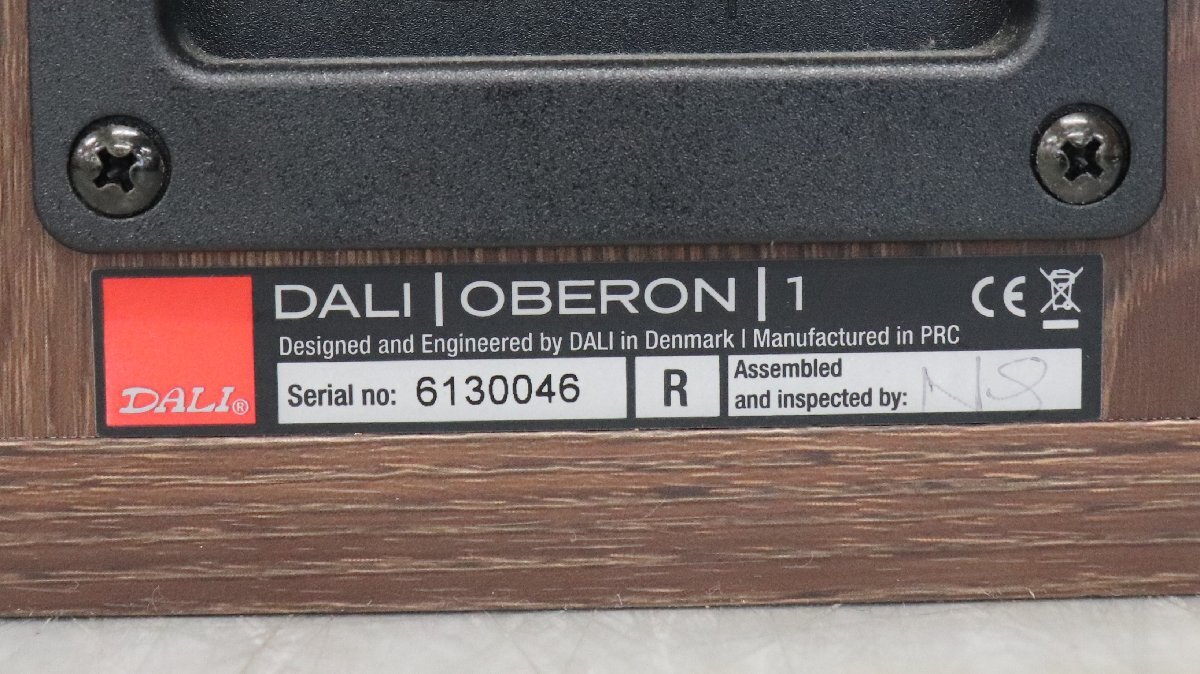 DALI | OBERON | 1
CE
Designed and Engineered by DALI in Denmark | Manufactured in PRC
DALI®
Serial no: 6130046
R
Assembled
and inspected by: